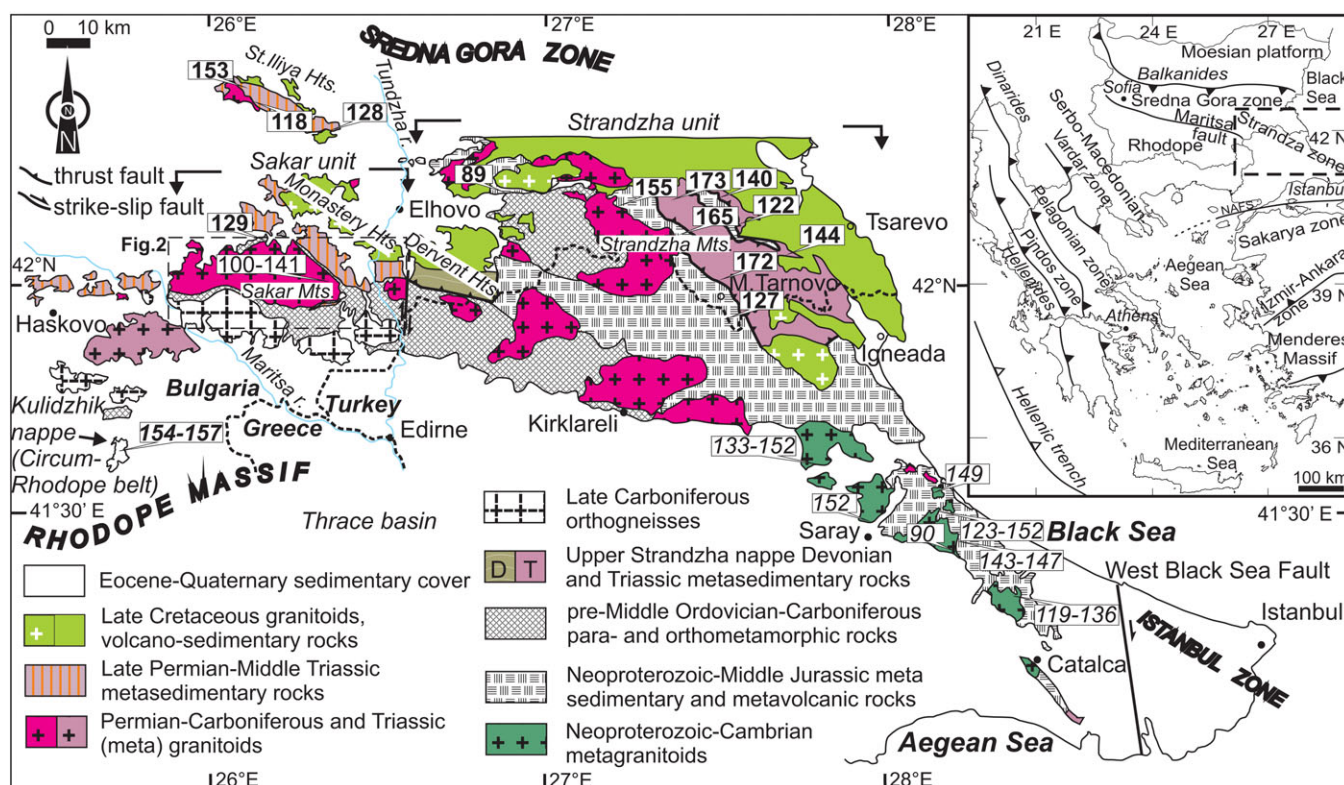 26°E
27°E
28°E
0 10 km
N
SREDNA GORA ZONE
St.Iliya Hts.
Tundzha r.
153
118
128
Strandzha unit
Sakar unit
thrust fault
strike-slip fault
Monastery Hts.
89
Elhovo
155
173
140
122
165
Tsarevo
129
Fig.2
Dervent Hts.
Strandzha Mts.
144
172
42°N
100-141
Sakar Mts.
M.Tarnovo
127
42°N
Haskovo
Igneada
Maritsa r.
Bulgaria
Turkey
Greece
Kirklareli
Edirne
Kulidzhik
nappe
(Circum-
Rhodope belt)
154-157
133-152
149
152
RHODOPE MASSIF
41°30' E
Thrace basin
Saray
90
123-152
143-147
119-136
Black Sea
41°30' E
West Black Sea Fault
Istanbul
ISTANBUL ZONE
Catalca
Aegean Sea
Eocene-Quaternary sedimentary cover
Late Cretaceous granitoids,
volcano-sedimentary rocks
Late Permian-Middle Triassic
metasedimentary rocks
Permian-Carboniferous and Triassic
(meta) granitoids
Late Carboniferous
orthogneisses
D T
Upper Strandzha nappe Devonian
and Triassic metasedimentary rocks
pre-Middle Ordovician-Carboniferous
para- and orthometamorphic rocks
Neoproterozoic-Middle Jurassic meta
sedimentary and metavolcanic rocks
Neoproterozoic-Cambrian
metagranitoids
26°E
27°E
28°E
21 E
24 E
27 E
Moesian platform
Dinarides
Balkanides
Black
Sea
Sofia
Sredna Gora zone
Maritsa
fault
42 N
Strandza zone
Serbo-Macedonian
Vardar zone
Rhodope
Istanbul
NAFS
Sakarya zone
Pelagonian zone
Pindos zone
Hellenides
Aegean
Sea
Izmir-Ankara
zone
39 N
Athens
Menderes
Massif
Hellenic trench
Mediterranean
Sea
36 N
100 km